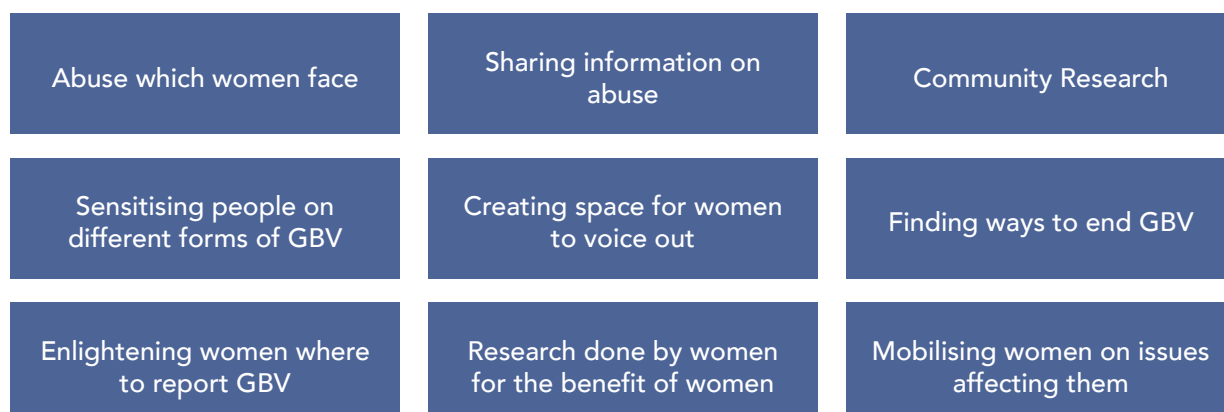 Abuse which women face
Sharing information on
abuse
Community Research
Sensitising people on
different forms of GBV
Creating space for women
to voice out
Finding ways to end GBV
Enlightening women where
to report GBV
Research done by women
for the benefit of women
Mobilising women on issues
affecting them